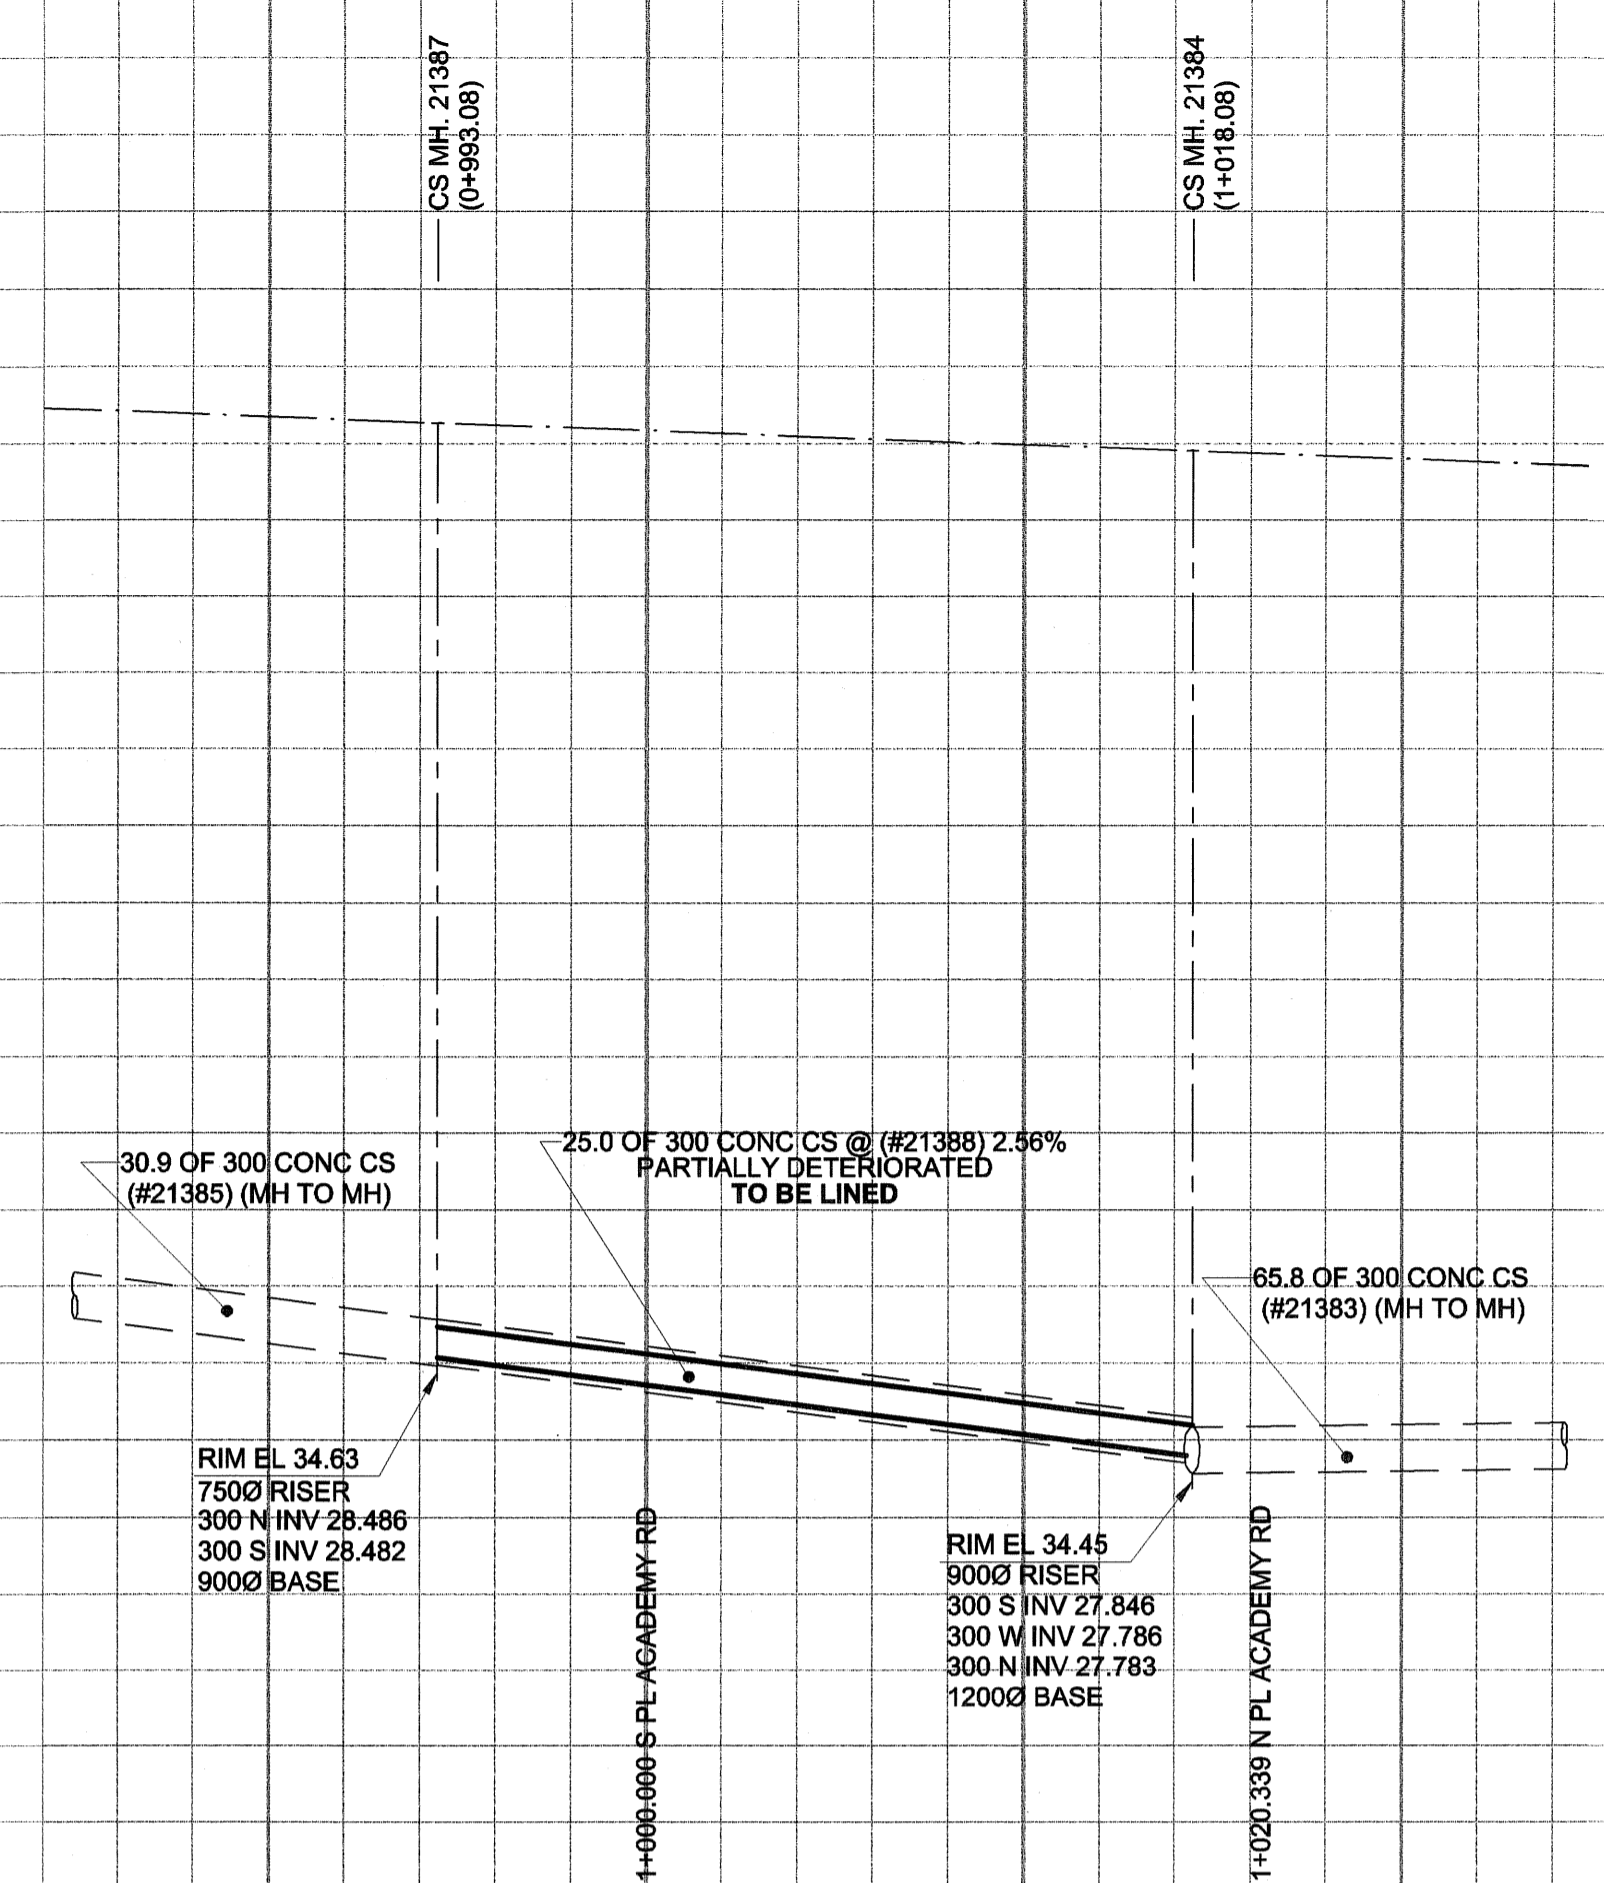 CS MH. 21387
(0+993.08)
CS MH. 21384
(1+018.08)
30.9 OF 300 CONC CS
(#21385) (MH TO MH)
25.0 OF 300 CONC CS @ (#21388) 2.56%
PARTIALLY DETERIORATED
TO BE LINED
65.8 OF 300 CONC CS
(#21383) (MH TO MH)
RIM EL 34.63
750Ø RISER
300 N INV 28.486
300 S INV 28.482
900Ø BASE
1+000.000 S PL ACADEMY RD
RIM EL 34.45
900Ø RISER
300 S INV 27.846
300 W INV 27.786
300 N INV 27.783
1200Ø BASE
1+020.339 N PL ACADEMY RD